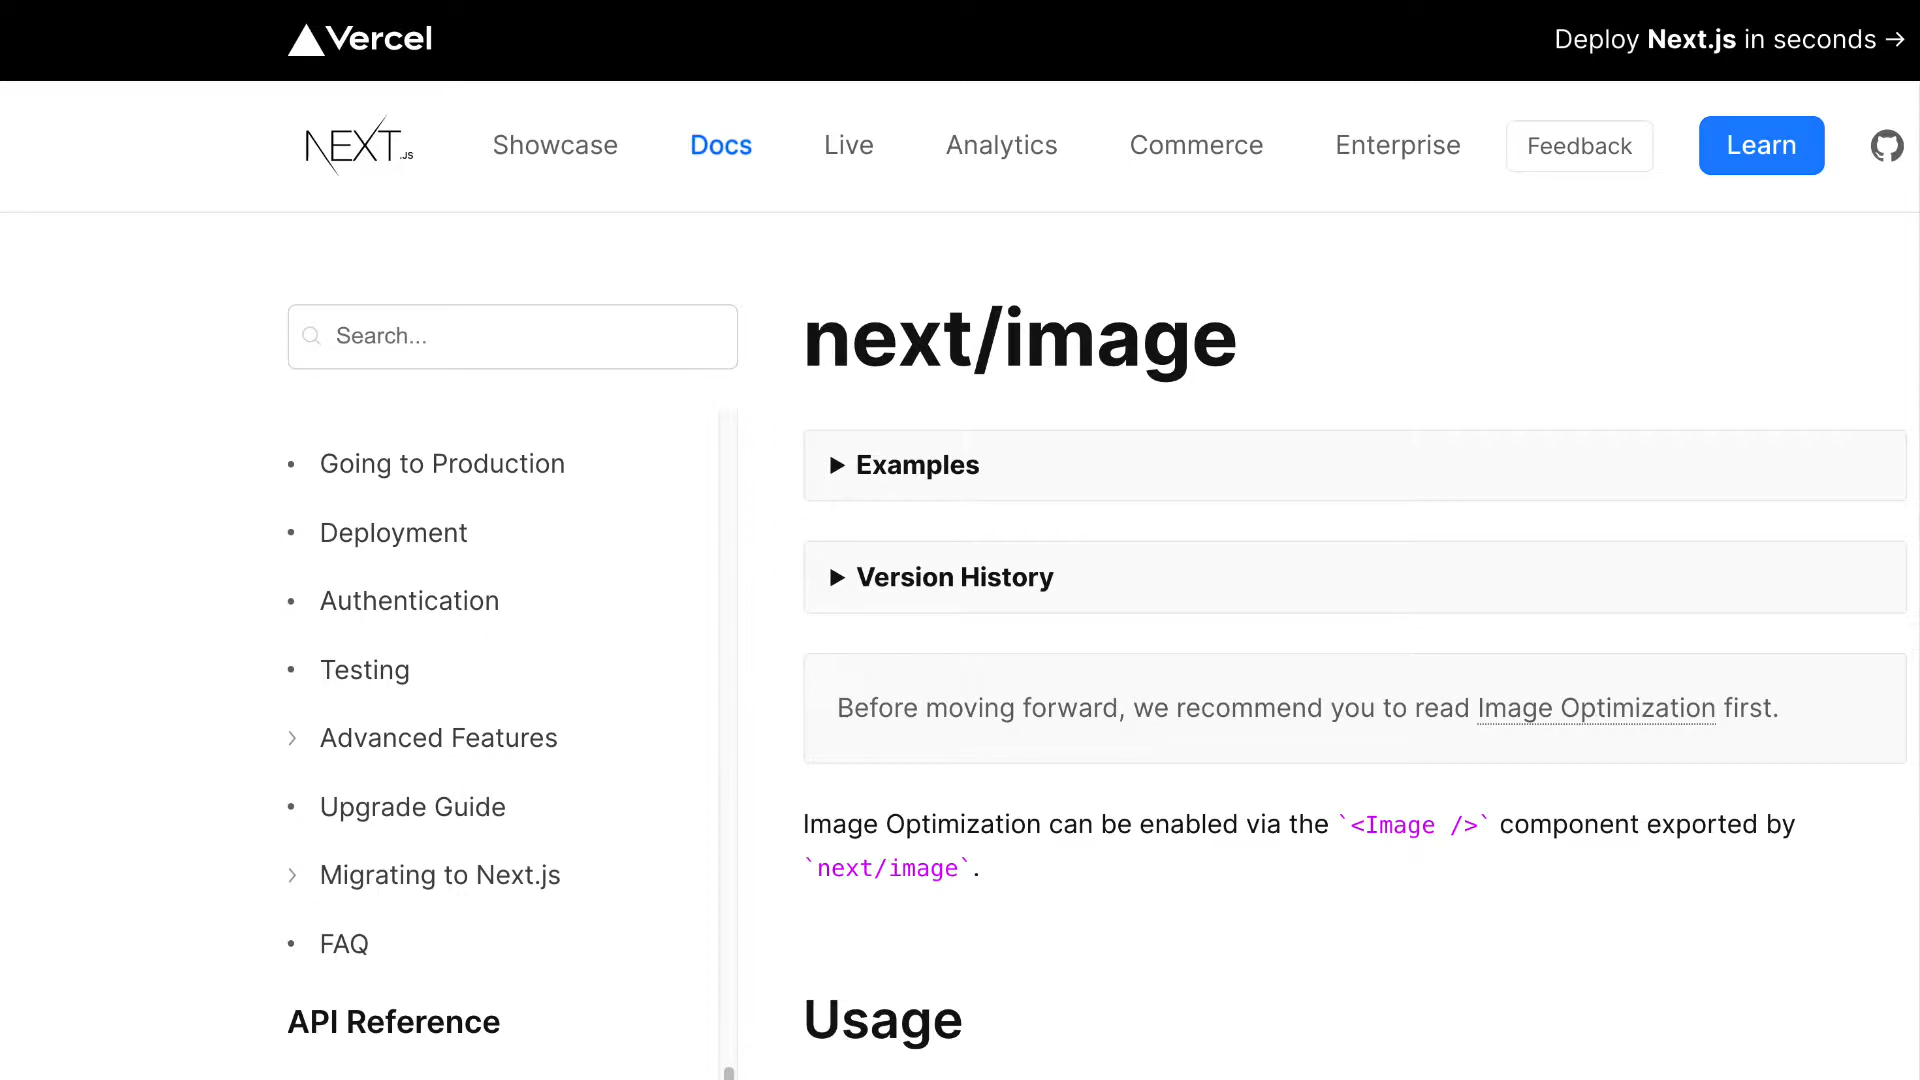 Vercel
Deploy Next.js in seconds →
NEXT.JS
Showcase
Docs
Live
Analytics
Commerce
Enterprise
Feedback
Learn
Search...
Going to Production
Deployment
Authentication
Testing
Advanced Features
Upgrade Guide
Migrating to Next.js
FAQ
API Reference
next/image
Examples
Version History
Before moving forward, we recommend you to read Image Optimization first.
Image Optimization can be enabled via the `<Image />` component exported by
`next/image`.
Usage